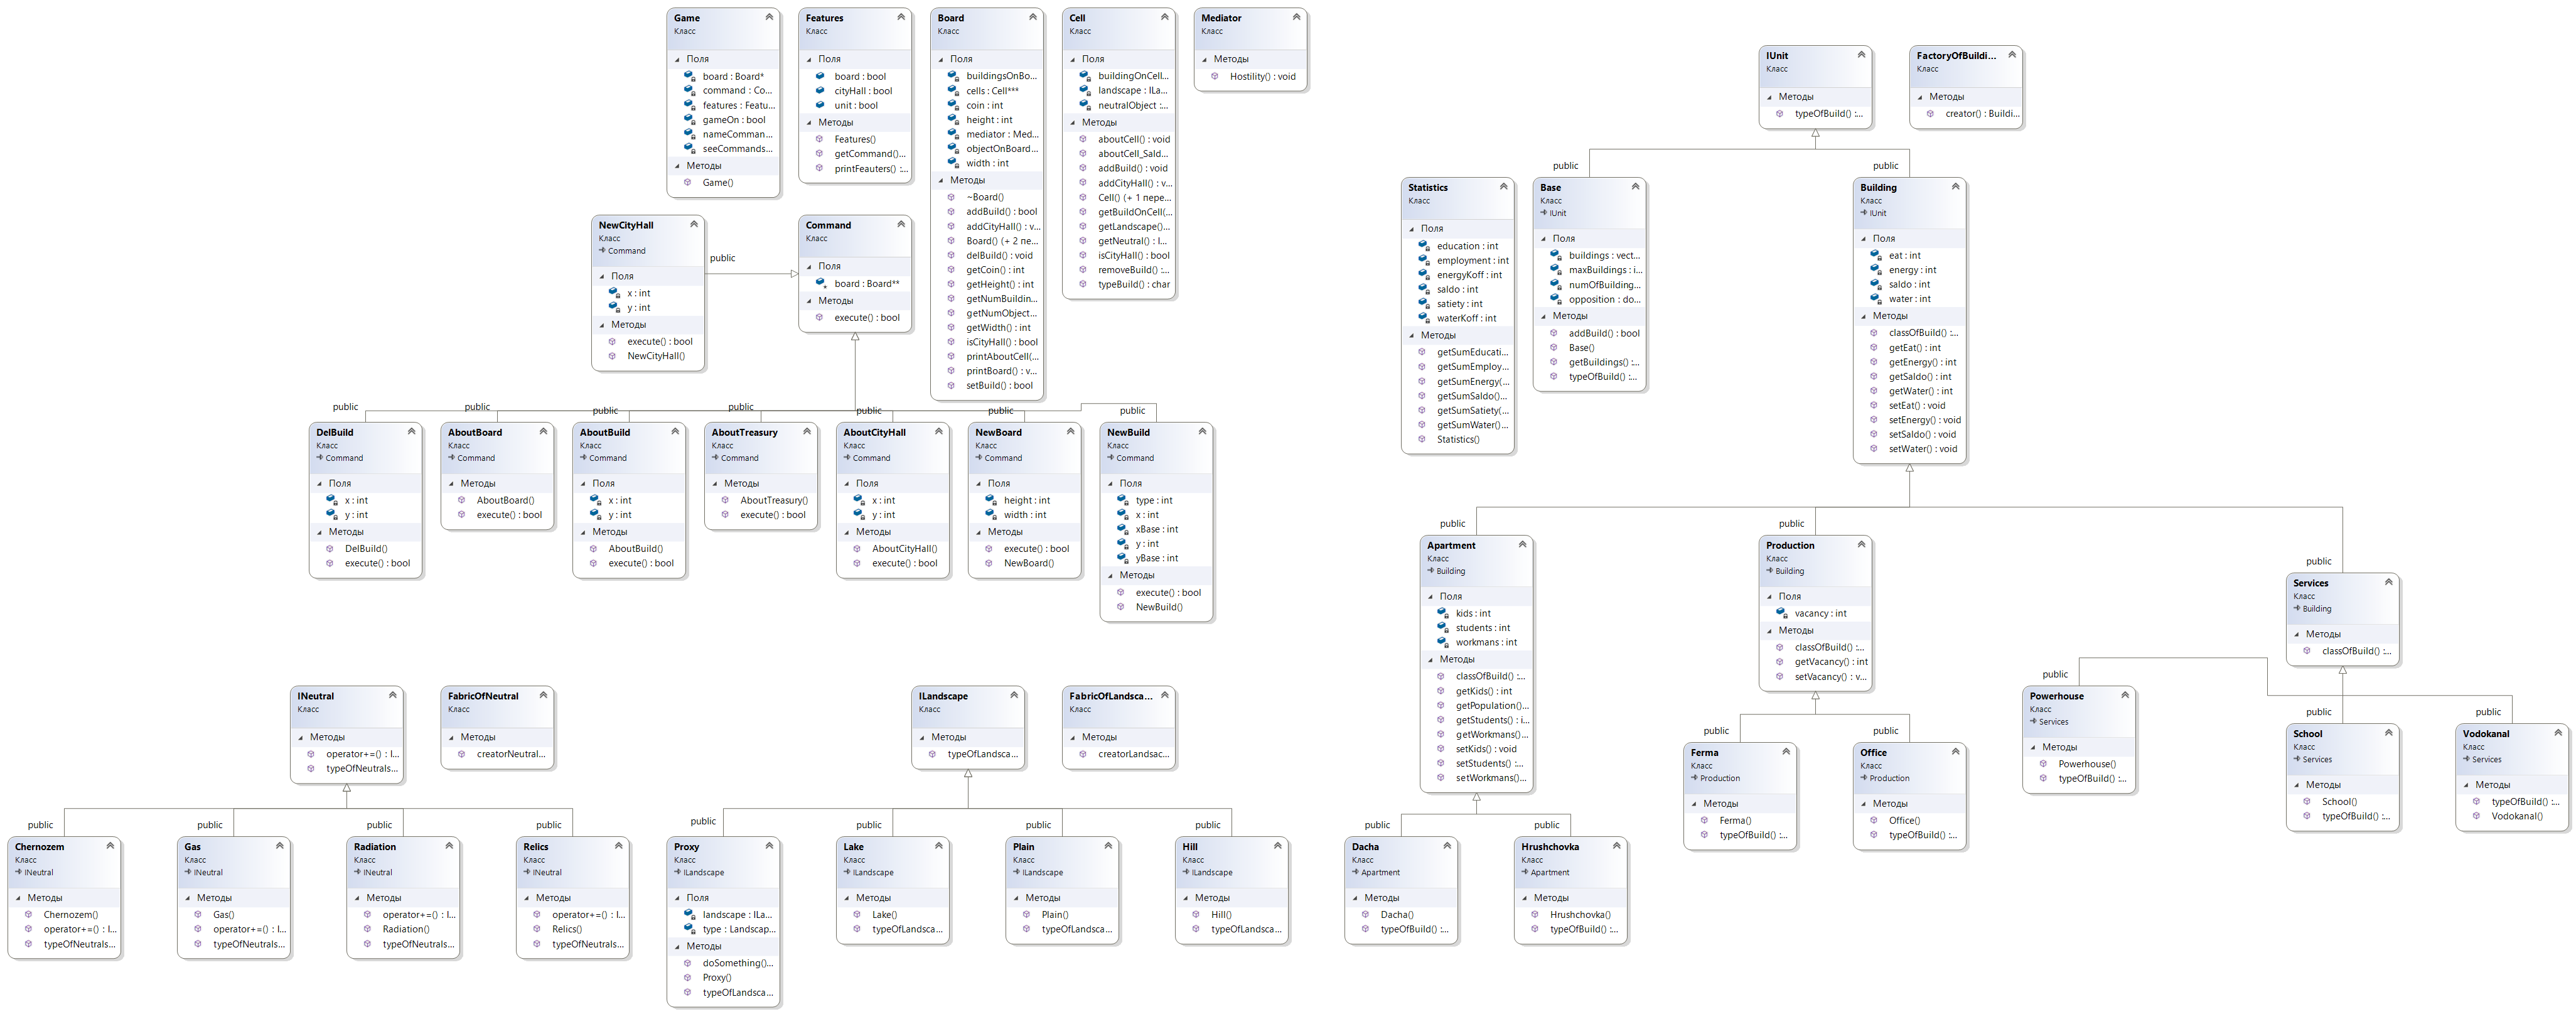 Game
Класс
Поля
board : Board*
command : Co...
features : Featu...
gameOn : bool
nameComman...
seeCommands...
Методы
Game()
Features
Класс
Поля
board : bool
cityHall : bool
unit : bool
Методы
Features()
getCommand()...
printFeauters() :...
Board
Класс
Поля
buildingsOnBo...
cells : Cell***
coin : int
height : int
mediator : Med...
objectOnBoard...
width : int
Методы
~Board()
addBuild() : bool
addCityHall() : v...
Board() (+ 2 пе...
delBuild() : void
getCoin() : int
getHeight() : int
getNumBuildin...
getNumObject...
getWidth() : int
isCityHall() : bool
printAboutCell(...
printBoard() : v...
setBuild() : bool
Cell
Класс
Поля
buildingOnCell...
landscape : ILa...
neutralObject :...
Методы
aboutCell() : void
aboutCell_Sald...
addBuild() : void
addCityHall() : v...
Cell() (+ 1 пере...
getBuildOnCell(...
getLandscape()...
getNeutral() : I...
isCityHall() : bool
removeBuild() :...
typeBuild() : char
Mediator
Класс
Методы
Hostility() : void
IUnit
Класс
Методы
typeOfBuild() :...
FactoryOfBuildi...
Класс
Методы
creator() : Buildi...
public
public
Statistics
Класс
Поля
education : int
employment : int
energyKoff : int
saldo : int
satiety : int
waterKoff : int
Методы
getSumEducati...
getSumEmploy...
getSumEnergy(...
getSumSaldo()...
getSumSatiety(...
getSumWater()...
Statistics()
Base
Класс
IUnit
Поля
buildings : vect...
maxBuildings : i...
numOfBuilding...
opposition : do...
Методы
addBuild() : bool
Base()
getBuildings() :...
typeOfBuild() :...
Building
Класс
IUnit
Поля
eat : int
energy : int
saldo : int
water : int
Методы
classOfBuild() :...
getEat() : int
getEnergy() : int
getSaldo() : int
getWater() : int
setEat() : void
setEnergy() : void
setSaldo() : void
setWater() : void
NewCityHall
Класс
Command
Поля
x : int
y : int
Методы
execute() : bool
NewCityHall()
public
Command
Класс
Поля
board : Board**
Методы
execute() : bool
public
public
public
public
public
public
public
DelBuild
Класс
Command
Поля
x : int
y : int
Методы
DelBuild()
execute() : bool
AboutBoard
Класс
Command
Методы
AboutBoard()
execute() : bool
AboutBuild
Класс
Command
Поля
x : int
y : int
Методы
AboutBuild()
execute() : bool
AboutTreasury
Класс
Command
Методы
AboutTreasury()
execute() : bool
AboutCityHall
Класс
Command
Поля
x : int
y : int
Методы
AboutCityHall()
execute() : bool
NewBoard
Класс
Command
Поля
height : int
width : int
Методы
execute() : bool
NewBoard()
NewBuild
Класс
Command
Поля
type : int
x : int
xBase : int
y : int
yBase : int
Методы
execute() : bool
NewBuild()
public
public
public
Apartment
Класс
Building
Поля
kids : int
students : int
workmans : int
Методы
classOfBuild() :...
getKids() : int
getPopulation()...
getStudents() : i...
getWorkmans()...
setKids() : void
setStudents() :...
setWorkmans()...
Production
Класс
Building
Поля
vacancy : int
Методы
classOfBuild() :...
getVacancy() : int
setVacancy() : v...
Services
Класс
Building
Методы
classOfBuild() :...
INeutral
Класс
Методы
operator+=() : I...
typeOfNeutrals...
FabricOfNeutral
Класс
Методы
creatorNeutral...
ILandscape
Класс
Методы
typeOfLandsca...
FabricOfLandsca...
Класс
Методы
creatorLandsac...
public
public
public
public
Chernozem
Класс
INeutral
Методы
Chernozem()
operator+=() : I...
typeOfNeutrals...
Gas
Класс
INeutral
Методы
Gas()
operator+=() : I...
typeOfNeutrals...
Radiation
Класс
INeutral
Методы
operator+=() : I...
Radiation()
typeOfNeutrals...
Relics
Класс
INeutral
Методы
operator+=() : I...
Relics()
typeOfNeutrals...
public
public
public
public
Proxy
Класс
ILandscape
Поля
landscape : ILa...
type : Landscap...
Методы
doSomething()...
Proxy()
typeOfLandsca...
Lake
Класс
ILandscape
Методы
Lake()
typeOfLandsca...
Plain
Класс
ILandscape
Методы
Plain()
typeOfLandsca...
Hill
Класс
ILandscape
Методы
Hill()
typeOfLandsca...
public
public
Dacha
Класс
Apartment
Методы
Dacha()
typeOfBuild() :...
Hrushchovka
Класс
Apartment
Методы
Hrushchovka()
typeOfBuild() :...
public
public
Ferma
Класс
Production
Методы
Ferma()
typeOfBuild() :...
Office
Класс
Production
Методы
Office()
typeOfBuild() :...
public
public
public
Powerhouse
Класс
Services
Методы
Powerhouse()
typeOfBuild() :...
School
Класс
Services
Методы
School()
typeOfBuild() :...
Vodokanal
Класс
Services
Методы
typeOfBuild() :...
Vodokanal()